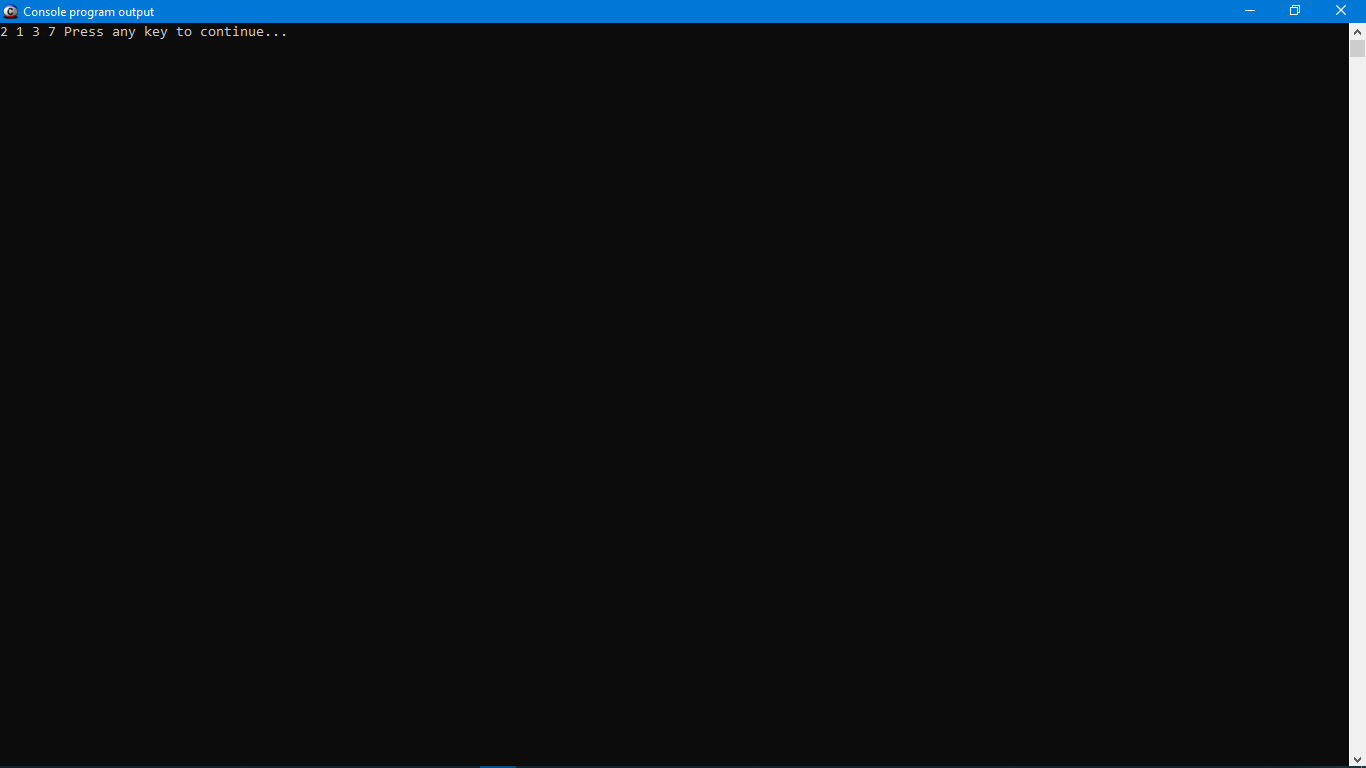 Console program output
2 1 3 7 Press any key to continue...